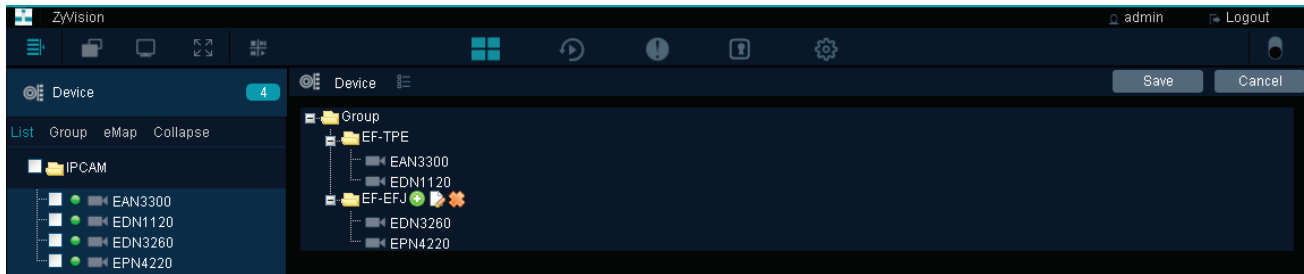 ZyVision admin Logout
Device 4
Device Save Cancel
List Group eMap Collapse
IPCAM
EAN3300
EDN1120
EDN3260
EPN4220
Group
EF-TPE
EAN3300
EDN1120
EF-EFJ
EDN3260
EPN4220